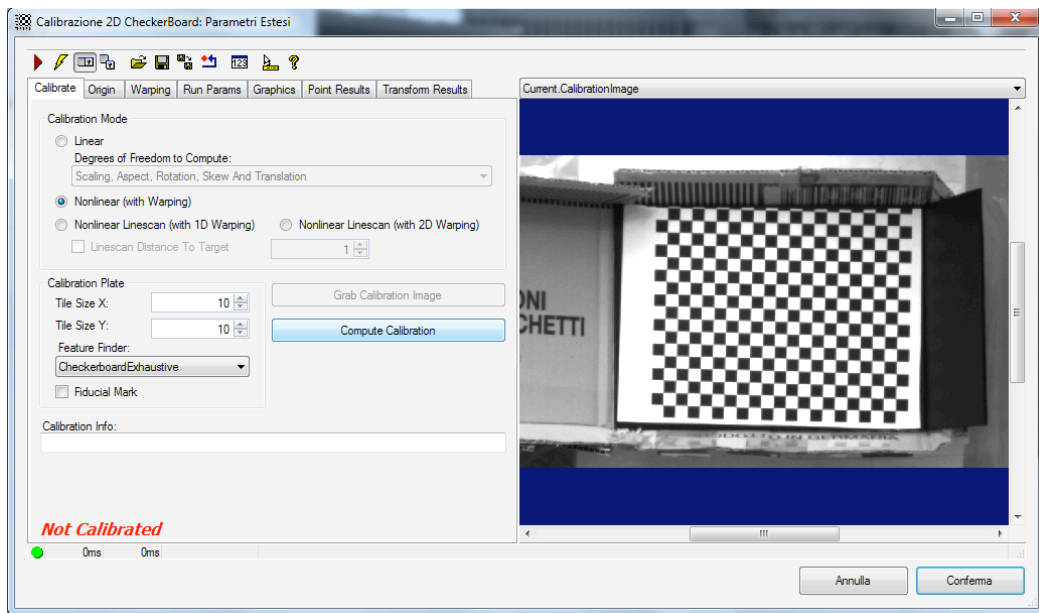 Calibrazione 2D CheckerBoard: Parametri Estesi
123
Calibrate Origin Warping Run Params Graphics Point Results Transform Results
Current.CalibrationImage
Calibration Mode
Linear
Degrees of Freedom to Compute:
Scaling, Aspect, Rotation, Skew And Translation
Nonlinear (with Warping)
Nonlinear Linescan (with 1D Warping) Nonlinear Linescan (with 2D Warping)
Linescan Distance To Target 1
Calibration Plate
Tile Size X: 10
Grab Calibration Image
Tile Size Y: 10
Compute Calibration
Feature Finder:
CheckerboardExhaustive
Fiducial Mark
Calibration Info:
ONI
CHETTI
PRODOTTO IN GERMANIA
Not Calibrated
0ms 0ms
Annulla Conferma